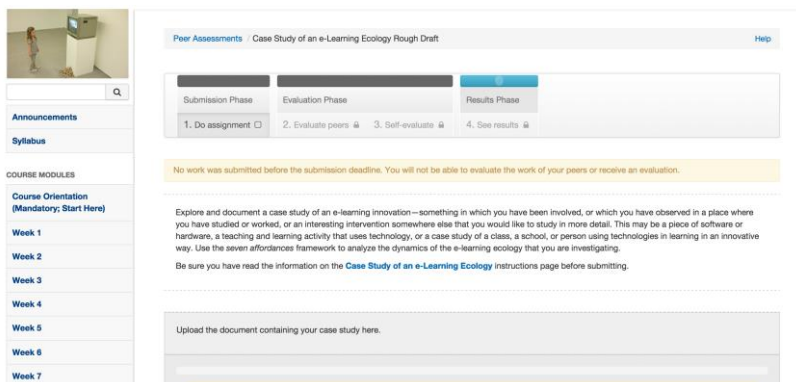 Peer Assessments / Case Study of an e-Learning Ecology Rough Draft
Help
Submission Phase
Evaluation Phase
Results Phase
1. Do assignment
2. Evaluate peers
3. Self-evaluate
4. See results
Announcements
Syllabus
COURSE MODULES
Course Orientation
(Mandatory; Start Here)
Week 1
Week 2
Week 3
Week 4
Week 5
Week 6
Week 7
No work was submitted before the submission deadline. You will not be able to evaluate the work of your peers or receive an evaluation.
Explore and document a case study of an e-learning innovation—something in which you have been involved, or which you have observed in a place where
you have studied or worked, or an interesting intervention somewhere else that you would like to study in more detail. This may be a piece of software or
hardware, a teaching and learning activity that uses technology, or a case study of a class, a school, or person using technologies in learning in an innovative
way. Use the seven affordances framework to analyze the dynamics of the e-learning ecology that you are investigating.
Be sure you have read the information on the Case Study of an e-Learning Ecology instructions page before submitting.
Upload the document containing your case study here.